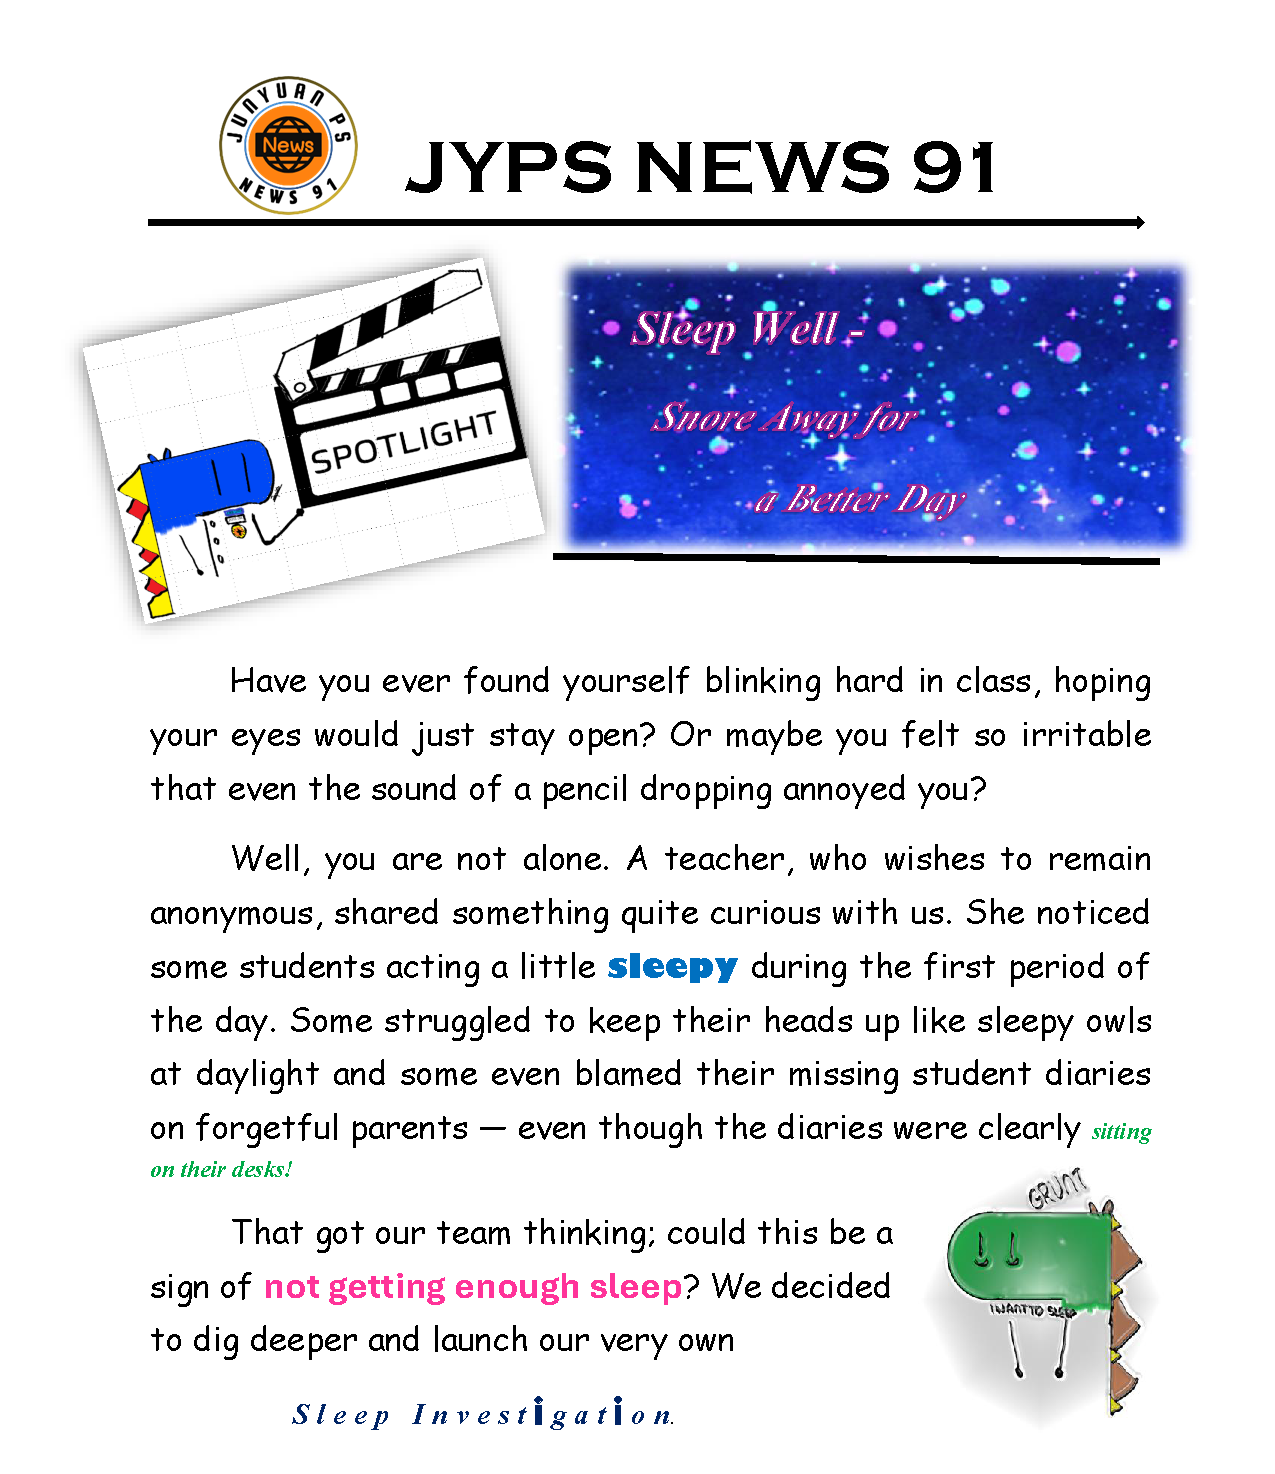 JUNYUAN PS
News
NEWS 91
JYPS NEWS 91
SPOTLIGHT
Sleep Well -
Snore Away for
a Better Day
Have you ever found yourself blinking hard in class, hoping
your eyes would just stay open? Or maybe you felt so irritable
that even the sound of a pencil dropping annoyed you?
Well, you are not alone. A teacher, who wishes to remain
anonymous, shared something quite curious with us. She noticed
some students acting a little sleepy during the first period of
the day. Some struggled to keep their heads up like sleepy owls
at daylight and some even blamed their missing student diaries
on forgetful parents — even though the diaries were clearly sitting
on their desks!
GRUNT
That got our team thinking; could this be a
sign of not getting enough sleep? We decided
to dig deeper and launch our very own
I WANT TO SLEEP
Sleep Investigation.